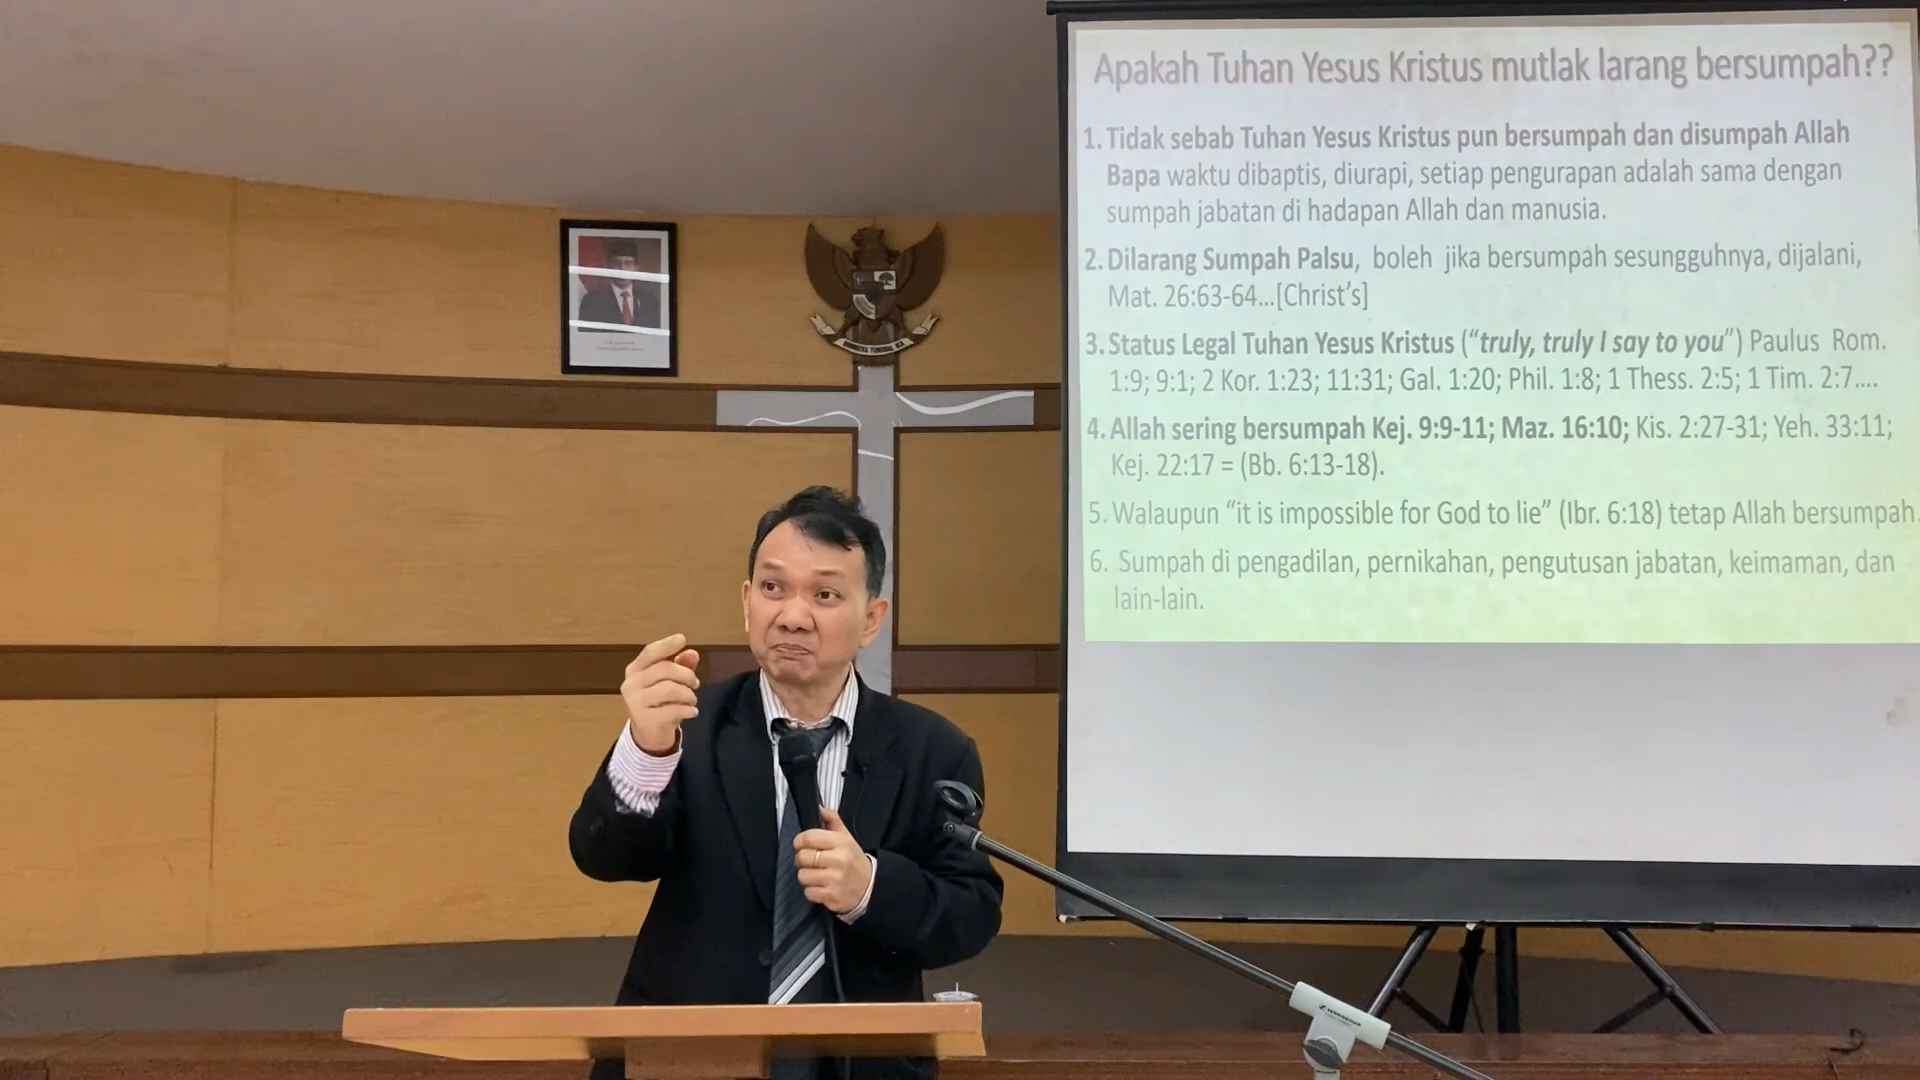 Apakah Tuhan Yesus Kristus mutlak larang bersumpah??
1. Tidak sebab Tuhan Yesus Kristus pun bersumpah dan disumpah Allah
Bapa waktu dibaptis, diurapi, setiap pengurapan adalah sama dengan
sumpah jabatan di hadapan Allah dan manusia.
2. Dilarang Sumpah Palsu, boleh jika bersumpah sesungguhnya, dijalani,
Mat. 26:63-64...[Christ's]
3. Status Legal Tuhan Yesus Kristus ("truly, truly I say to you") Paulus Rom.
1:9; 9:1; 2 Kor. 1:23; 11:31; Gal. 1:20; Phil. 1:8; 1 Thess. 2:5; 1 Tim. 2:7....
4. Allah sering bersumpah Kej. 9:9-11; Maz. 16:10; Kis. 2:27-31; Yeh. 33:11;
Kej. 22:17 = (Bb. 6:13-18).
5. Walaupun "it is impossible for God to lie" (Ibr. 6:18) tetap Allah bersumpah
6. Sumpah di pengadilan, pernikahan, pengutusan jabatan, keimaman, dan
lain-lain.